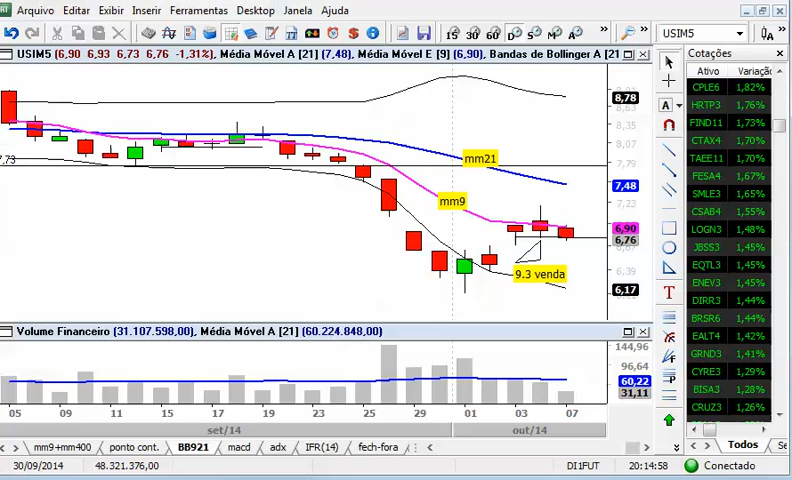 Arquivo Editar Exibir Inserir Ferramentas Desktop Janela Ajuda
15 30 60 D S
USIM5
USIM5 (6,90 6,93 6,73 6,76 -1,31%), Média Móvel A [21] (7,48), Média Móvel E [9] (6,90), Bandas de Bollinger A [21
Cotações
Ativo Variação
CPLE6 1,82%
HRTP3 1,76%
FIND11 1,73%
CTAX4 1,70%
TAEE11 1,70%
FESA4 1,67%
SMLE3 1,65%
CSAB4 1,55%
LOGN3 1,48%
JBSS3 1,45%
EQTL3 1,45%
ENEV3 1,45%
DIRR3 1,44%
BRSR6 1,44%
EALT4 1,42%
GRND3 1,41%
CYRE3 1,29%
BISA3 1,28%
CRUZ3 1,26%
8,78
8,35
8,07
7,79
7,48
7,23
6,90
6,76
6,39
6,17
7,73
mm21
mm9
9.3 venda
A
T
Volume Financeiro (31.107.598,00), Média Móvel A [21] (60.224.848,00)
144,96
96,64
60,22
31,11
05 09 11 15 17 19 23 25 29 01 03 07
set/14 out/14
mm9+mm400 ponto cont. BB921 macd adx IFR(14) fech-fora
Todos Se
30/09/2014 48.321.376,00 DI1FUT 20:14:58 Conectado